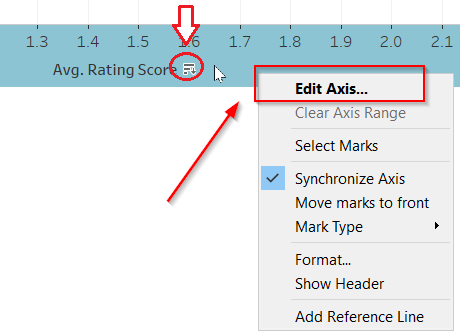 1.3 1.4 1.5 1.6 1.7 1.8 1.9 2.0 2.1
Avg. Rating Score
Edit Axis...
Clear Axis Range
Select Marks
Synchronize Axis
Move marks to front
Mark Type
Format...
Show Header
Add Reference Line